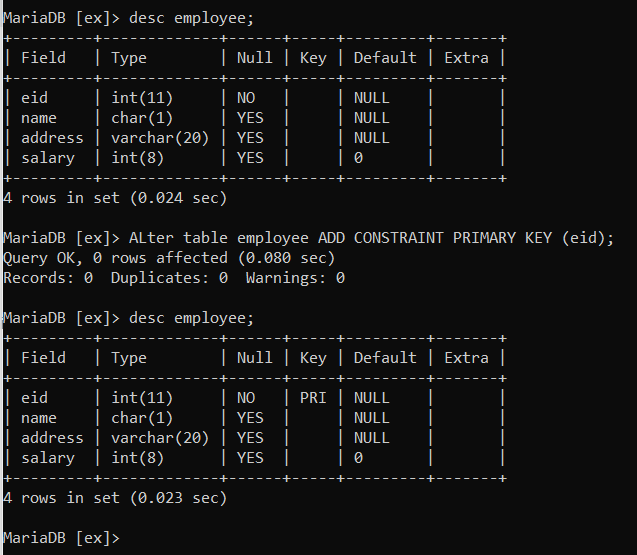 MariaDB [ex]> desc employee;
+---------+-------------+------+-----+---------+-------+
| Field   | Type        | Null | Key | Default | Extra |
+---------+-------------+------+-----+---------+-------+
| eid     | int(11)     | NO   |     | NULL    |       |
| name    | char(1)     | YES  |     | NULL    |       |
| address | varchar(20) | YES  |     | NULL    |       |
| salary  | int(8)      | YES  |     | 0       |       |
+---------+-------------+------+-----+---------+-------+
4 rows in set (0.024 sec)
MariaDB [ex]> ALter table employee ADD CONSTRAINT PRIMARY KEY (eid);
Query OK, 0 rows affected (0.080 sec)
Records: 0  Duplicates: 0  Warnings: 0
MariaDB [ex]> desc employee;
+---------+-------------+------+-----+---------+-------+
| Field   | Type        | Null | Key | Default | Extra |
+---------+-------------+------+-----+---------+-------+
| eid     | int(11)     | NO   | PRI | NULL    |       |
| name    | char(1)     | YES  |     | NULL    |       |
| address | varchar(20) | YES  |     | NULL    |       |
| salary  | int(8)      | YES  |     | 0       |       |
+---------+-------------+------+-----+---------+-------+
4 rows in set (0.023 sec)
MariaDB [ex]>